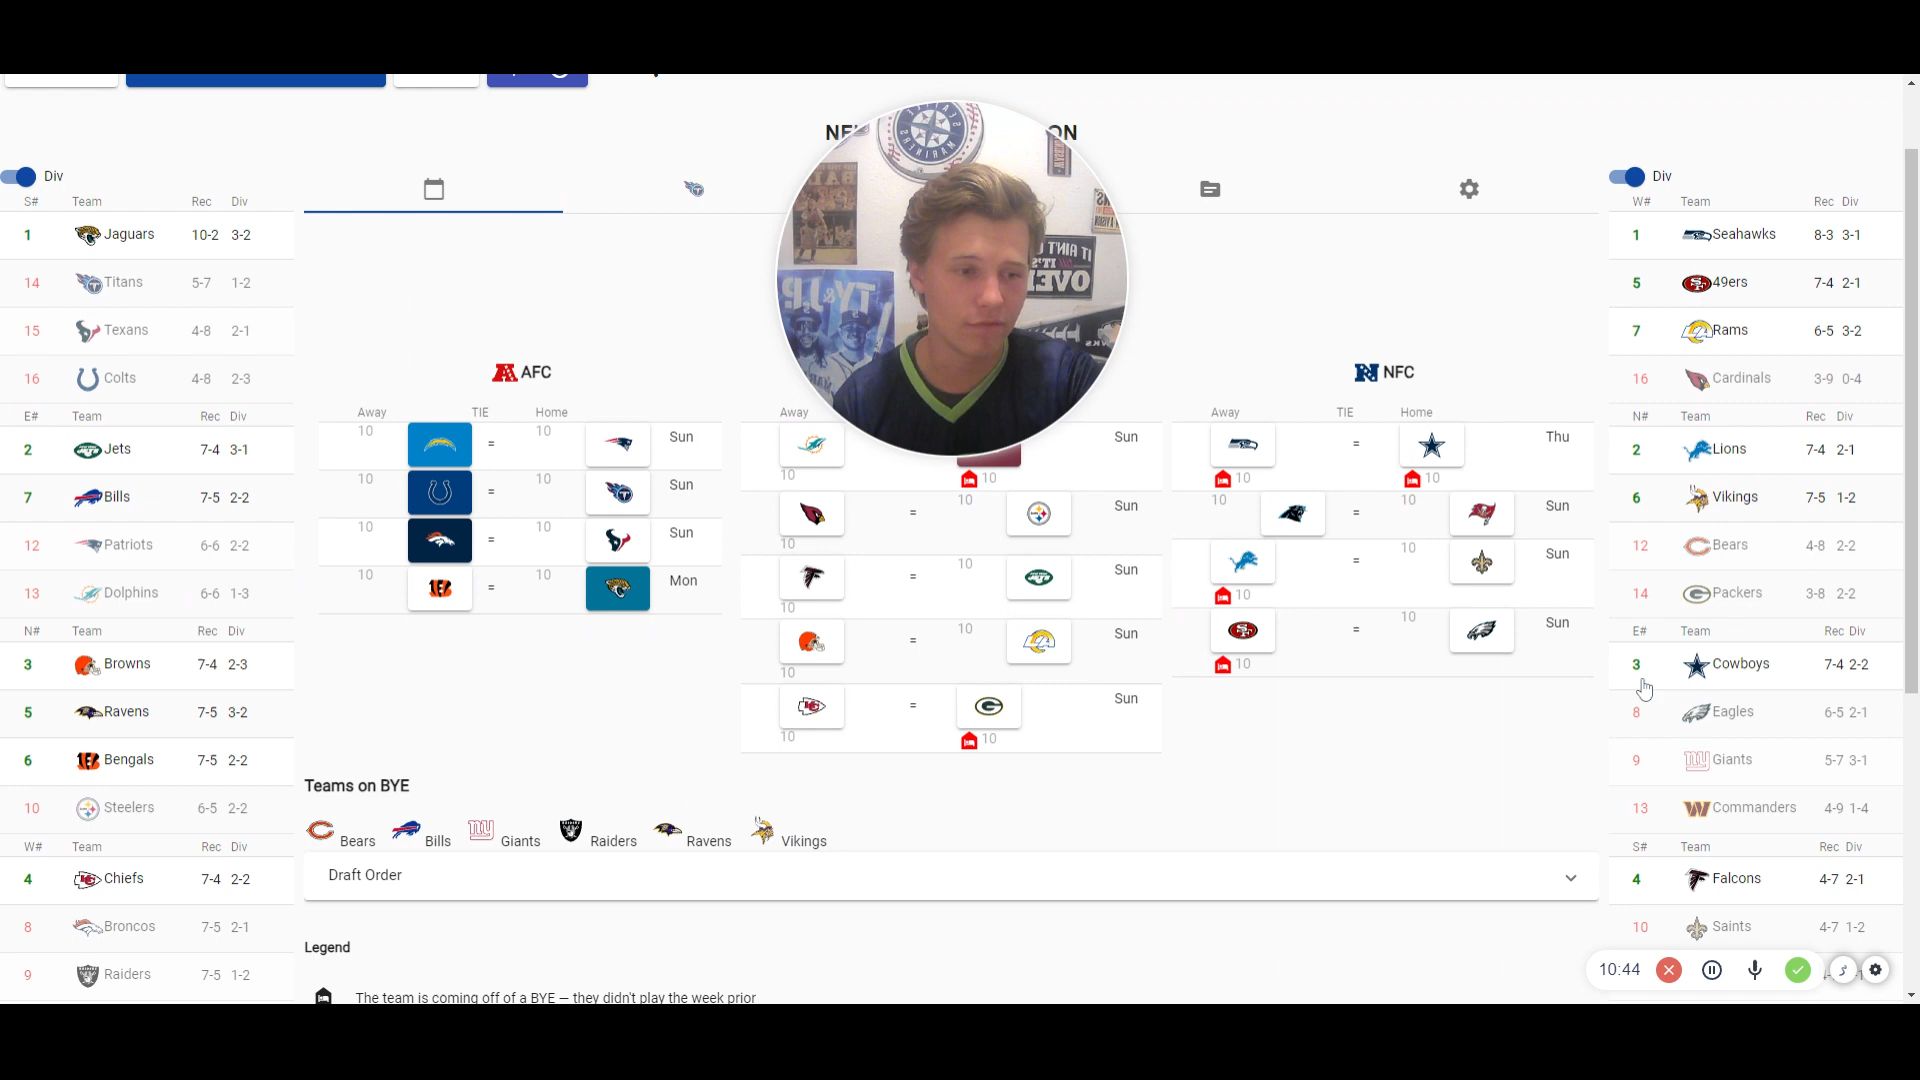 NE
ON
Div
S# Team Rec Div
1 Jaguars 10-2 3-2
14 Titans 5-7 1-2
15 Texans 4-8 2-1
16 Colts 4-8 2-3
E# Team Rec Div
2 Jets 7-4 3-1
7 Bills 7-5 2-2
12 Patriots 6-6 2-2
13 Dolphins 6-6 1-3
N# Team Rec Div
3 Browns 7-4 2-3
5 Ravens 7-5 3-2
6 Bengals 7-5 2-2
10 Steelers 6-5 2-2
W# Team Rec Div
4 Chiefs 7-4 2-2
8 Broncos 7-5 2-1
9 Raiders 7-5 1-2
AFC
Away TIE Home
10 = 10 Sun
10 = 10 Sun
10 = 10 Sun
10 = 10 Mon
Away
Sun
10 10
10 Sun
=
10
10 Sun
=
10
10 Sun
=
10
= Sun
10 10
NFC
Away TIE Home
= Thu
10 10
10 = 10 Sun
10 Sun
=
10
10 Sun
=
10
Teams on BYE
Bears Bills Giants Raiders Ravens Vikings
Draft Order
Legend
The team is coming off of a BYE — they didn't play the week prior
Div
W# Team Rec Div
1 Seahawks 8-3 3-1
5 49ers 7-4 2-1
7 Rams 6-5 3-2
16 Cardinals 3-9 0-4
N# Team Rec Div
2 Lions 7-4 2-1
6 Vikings 7-5 1-2
12 Bears 4-8 2-2
14 Packers 3-8 2-2
E# Team Rec Div
3 Cowboys 7-4 2-2
8 Eagles 6-5 2-1
9 Giants 5-7 3-1
13 Commanders 4-9 1-4
S# Team Rec Div
4 Falcons 4-7 2-1
10 Saints 4-7 1-2
10:44
MARINERS
IT AIN'T
IT'S
OVER
TY & J.P.